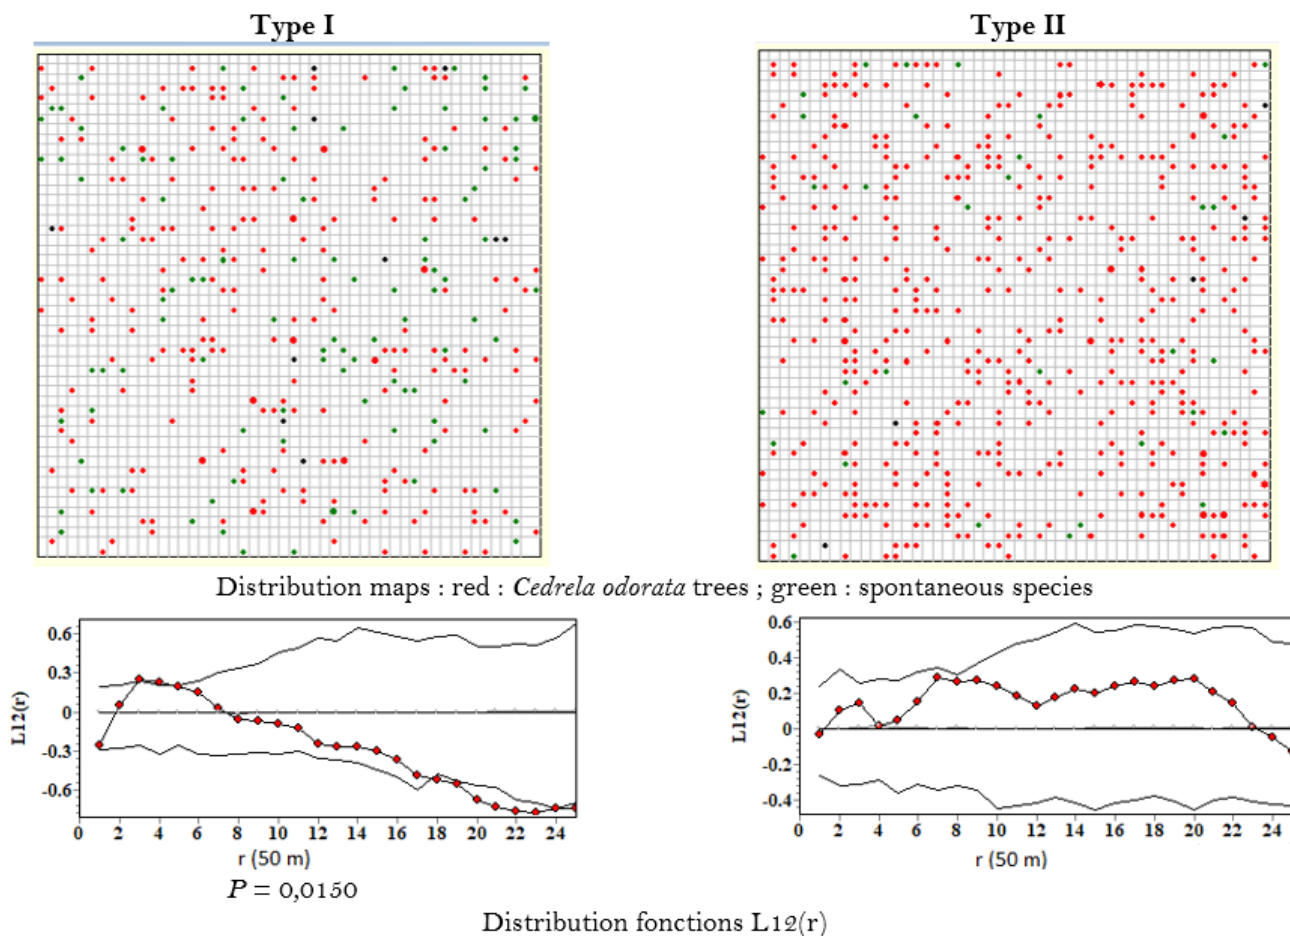 Type I
Type II
Distribution maps : red : Cedrela odorata trees ; green : spontaneous species
0.6
0.3
0
-0.3
-0.6
L12(r)
0 2 4 6 8 10 12 14 16 18 20 22 24
r (50 m)
P = 0,0150
0.6
0.4
0.2
0
-0.2
-0.4
L12(r)
0 2 4 6 8 10 12 14 16 18 20 22 24
r (50 m)
Distribution fonctions L12(r)